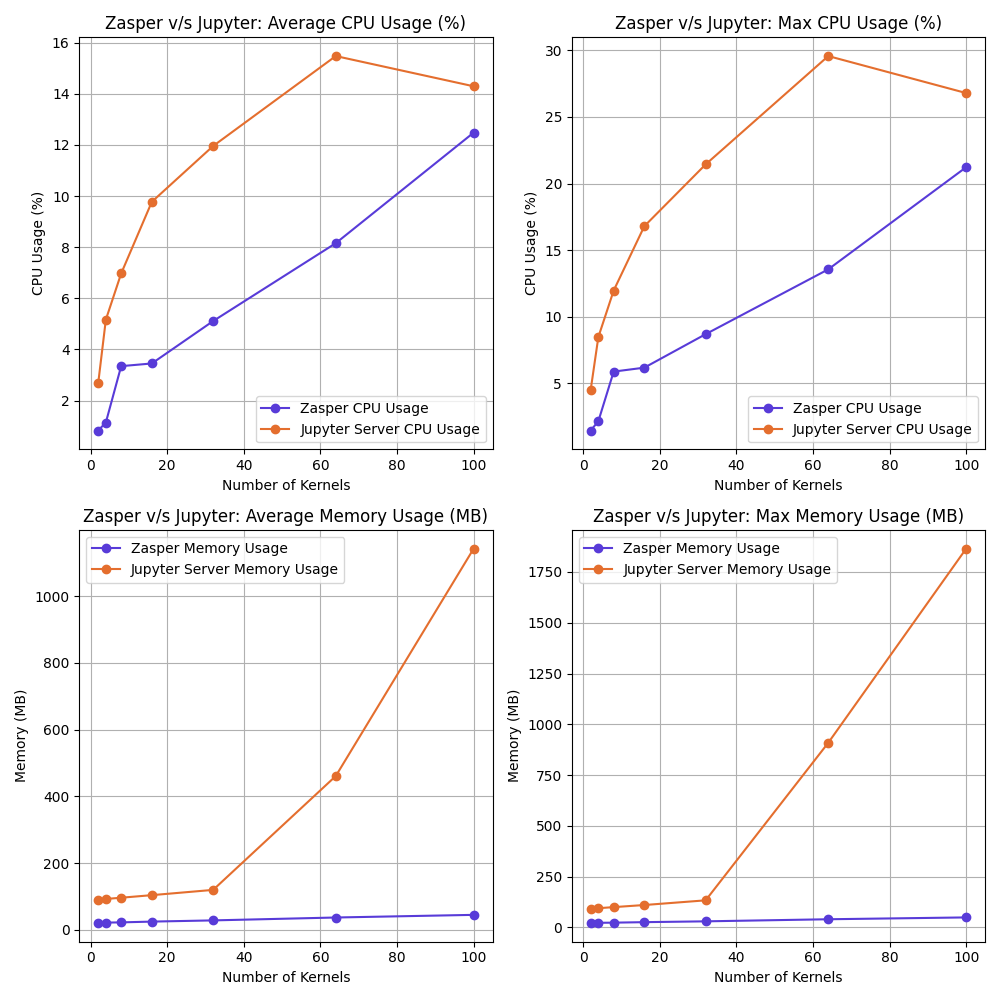 Zasper v/s Jupyter: Average CPU Usage (%)
CPU Usage (%)
16
14
12
10
8
6
4
2
0 20 40 60 80 100
Number of Kernels
Zasper CPU Usage
Jupyter Server CPU Usage
Zasper v/s Jupyter: Max CPU Usage (%)
CPU Usage (%)
30
25
20
15
10
5
0 20 40 60 80 100
Number of Kernels
Zasper CPU Usage
Jupyter Server CPU Usage
Zasper v/s Jupyter: Average Memory Usage (MB)
Zasper Memory Usage
Jupyter Server Memory Usage
Memory (MB)
1000
800
600
400
200
0
0 20 40 60 80 100
Number of Kernels
Zasper v/s Jupyter: Max Memory Usage (MB)
Zasper Memory Usage
Jupyter Server Memory Usage
Memory (MB)
1750
1500
1250
1000
750
500
250
0
0 20 40 60 80 100
Number of Kernels